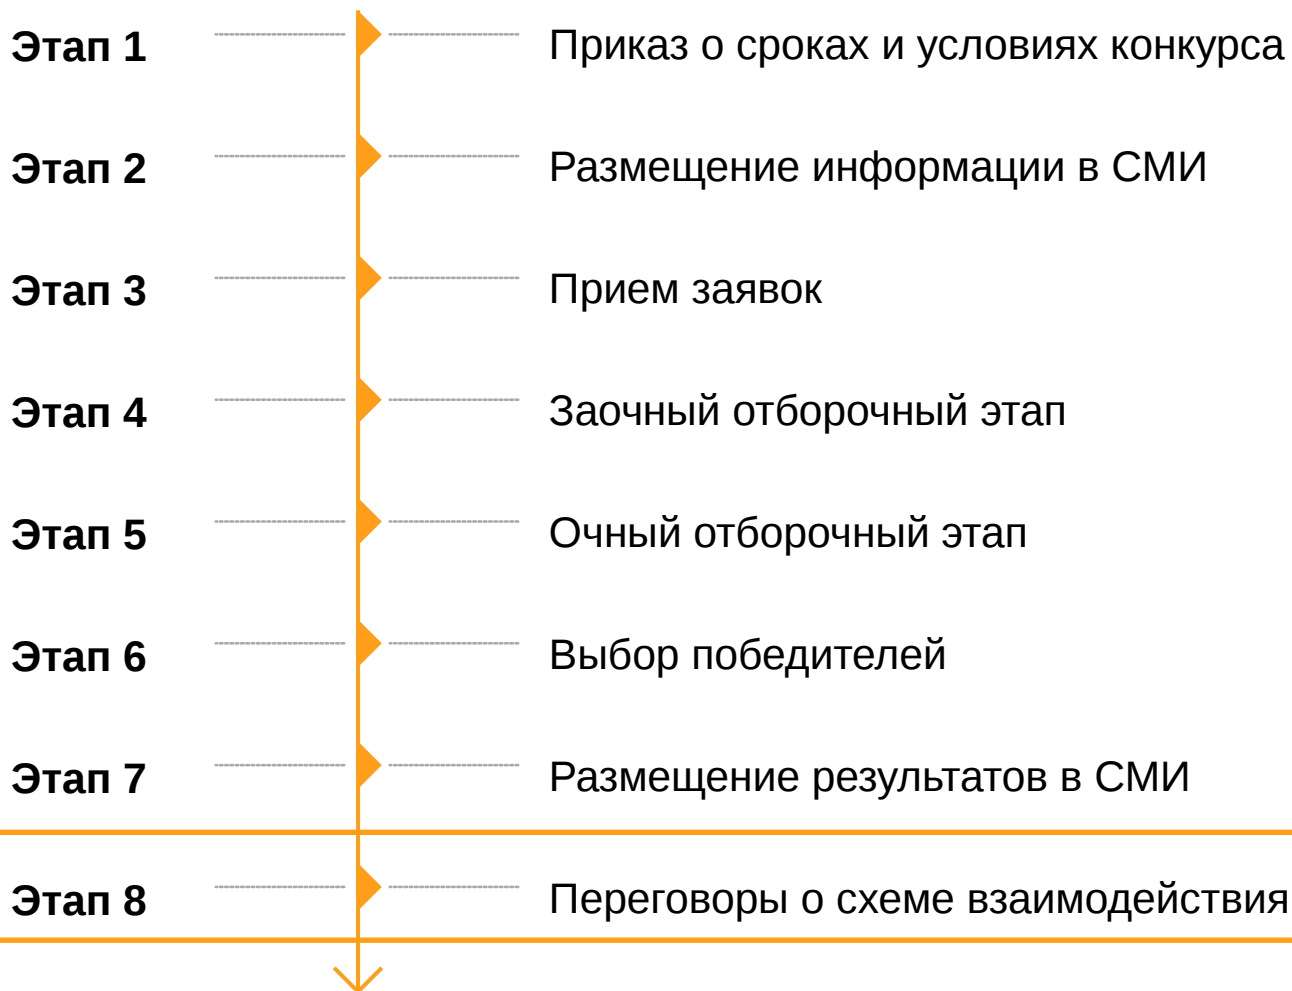 Этап 1 Приказ о сроках и условиях конкурса
Этап 2 Размещение информации в СМИ
Этап 3 Прием заявок
Этап 4 Заочный отборочный этап
Этап 5 Очный отборочный этап
Этап 6 Выбор победителей
Этап 7 Размещение результатов в СМИ
Этап 8 Переговоры о схеме взаимодействия